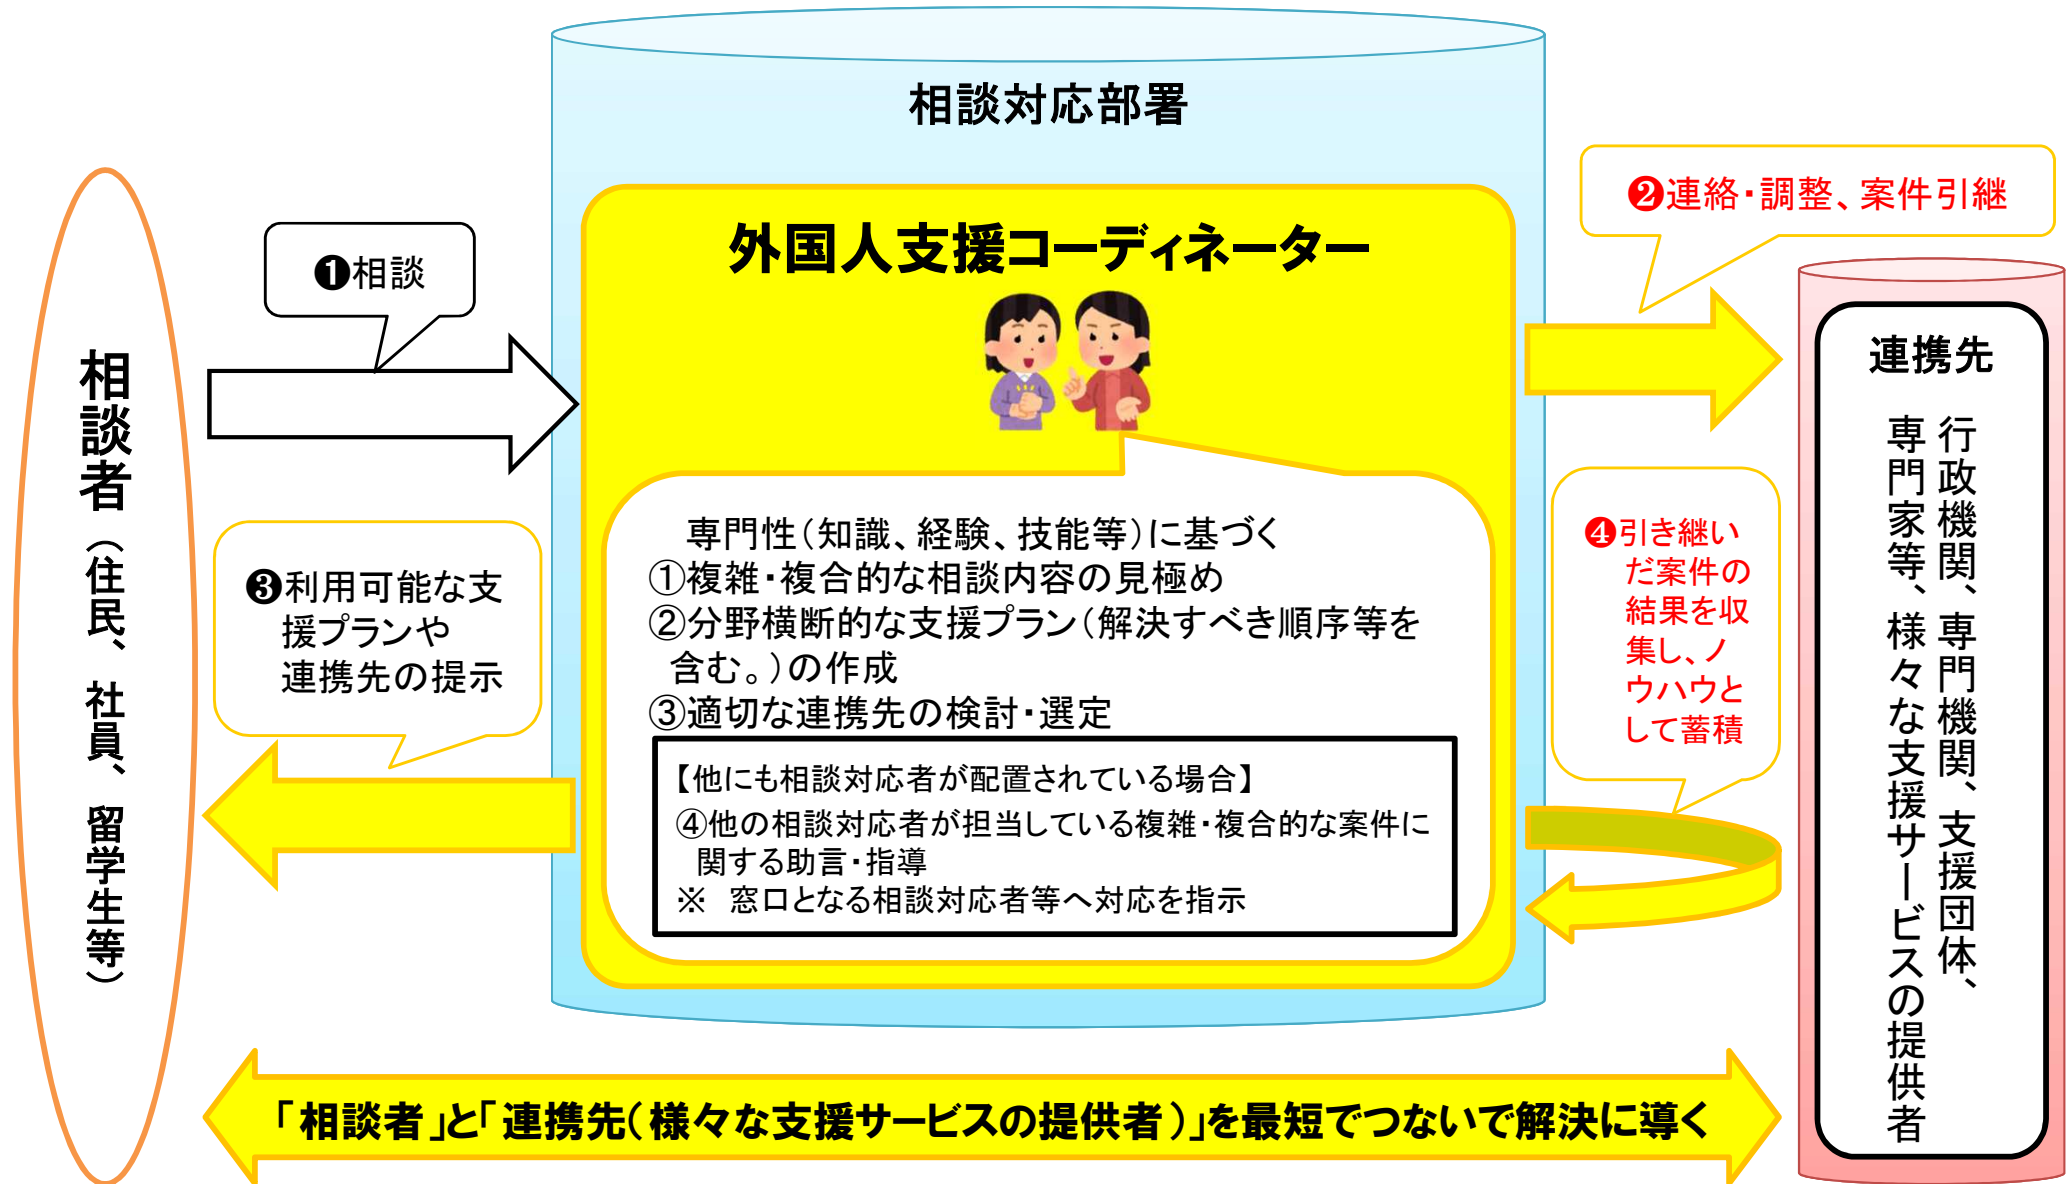 相談対応部署
外国人支援コーディネーター
❶相談
❷連絡・調整、案件引継
相談者（住民、社員、留学生等）
❸利用可能な支
援プランや
連携先の提示
専門性（知識、経験、技能等）に基づく
①複雑・複合的な相談内容の見極め
②分野横断的な支援プラン（解決すべき順序等を
含む。）の作成
③適切な連携先の検討・選定
【他にも相談対応者が配置されている場合】
④他の相談対応者が担当している複雑・複合的な案件に
関する助言・指導
※　窓口となる相談対応者等へ対応を指示
❹引き継い
だ案件の
結果を収
集し、ノ
ウハウと
して蓄積
連携先
行政機関、専門機関、支援団体、
専門家等、様々な支援サービスの提供者
「相談者」と「連携先（様々な支援サービスの提供者）」を最短でつないで解決に導く